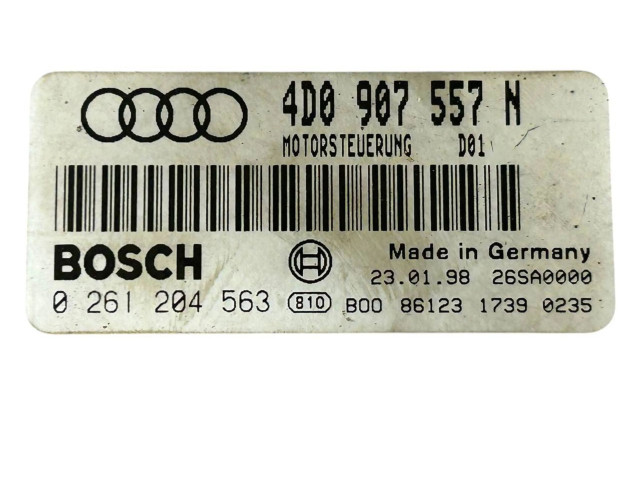 4D0 907 557 N
MOTORSTEUERUNG D01
BOSCH
Made in Germany
23.01.98 26SA0000
0 261 204 563 810 B00 86123 1739 0235